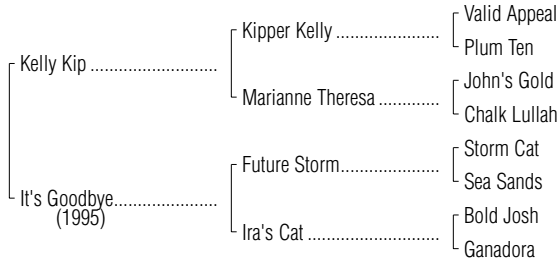 Valid Appeal
Kipper Kelly ....................
Plum Ten
Kelly Kip ........................
John's Gold
Marianne Theresa ............
Chalk Lullah
Storm Cat
Future Storm...................
Sea Sands
It's Goodbye....................
(1995)
Bold Josh
Ira's Cat .........................
Ganadora